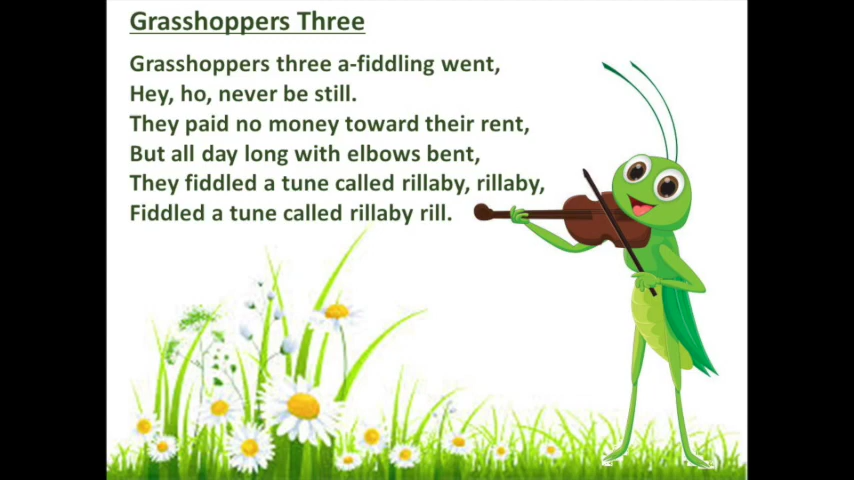 Grasshoppers Three
Grasshoppers three a-fiddling went,
Hey, ho, never be still.
They paid no money toward their rent,
But all day long with elbows bent,
They fiddled a tune called rillaby, rillaby,
Fiddled a tune called rillaby rill.